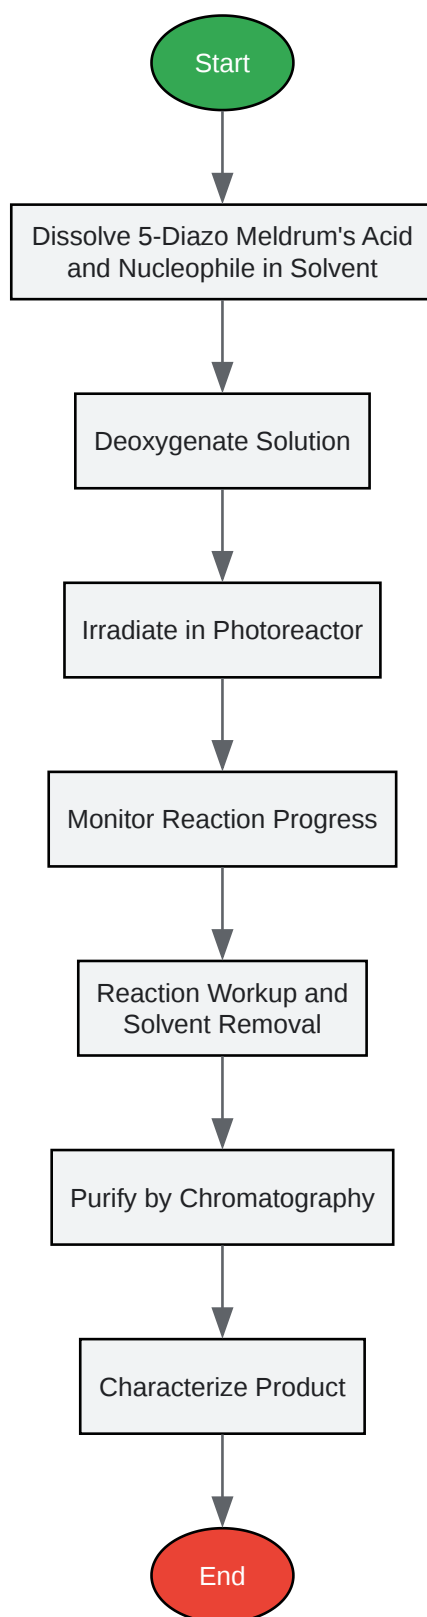 Start
Dissolve 5-Diazo Meldrum's Acid
and Nucleophile in Solvent
Deoxygenate Solution
Irradiate in Photoreactor
Monitor Reaction Progress
Reaction Workup and
Solvent Removal
Purify by Chromatography
Characterize Product
End